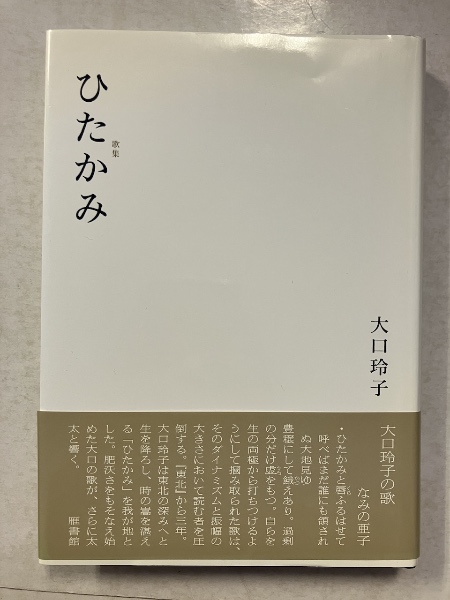 ひたかみ
歌集
大口玲子
大口玲子の歌
なみの亜子
・ひたかみと唇ふるはせて
呼べばまだ誰にも領され
ぬ大地見ゆ
豊穣にして餓えあり。過剰
の分だけ虚をもつ。自らを
生の両極から打ちつけるよ
うにして掴み取られた歌は、
そのダイナミズムと振幅の
大きさにおいて読む者を圧
倒する。『東北』から三年。
大口玲子は東北の深みへと
生を降ろし、時の嵩を湛え
る「ひたかみ」を我が地と
した。肥沃さをもそなえ始
めた大口の歌が、さらに太
太と響く。
雁書館